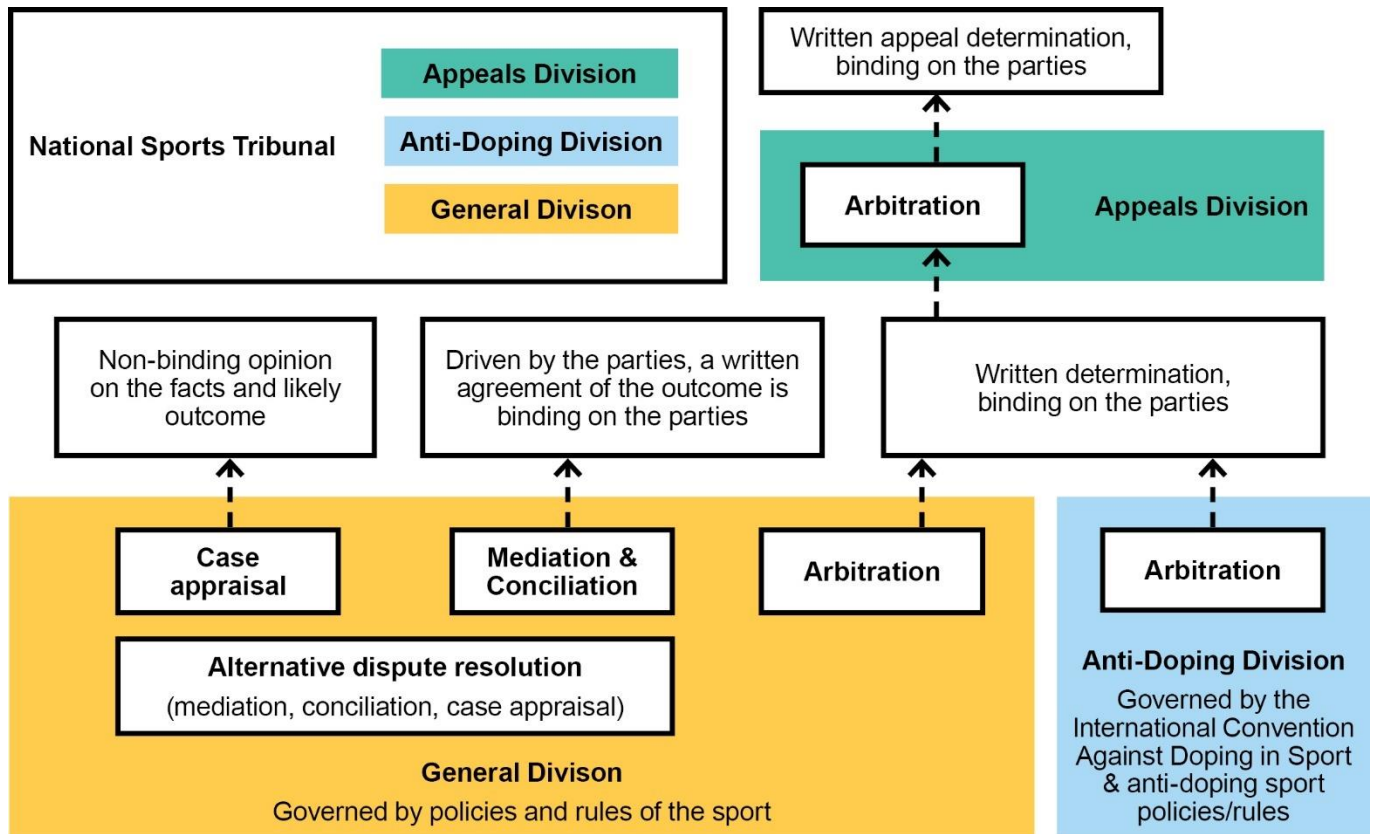 National Sports Tribunal
Appeals Division
Anti-Doping Division
General Divison
Written appeal determination,
binding on the parties
Arbitration
Appeals Division
Non-binding opinion
on the facts and likely
outcome
Driven by the parties, a written
agreement of the outcome is
binding on the parties
Written determination,
binding on the parties
Case
appraisal
Mediation &
Conciliation
Arbitration
Arbitration
Alternative dispute resolution
(mediation, conciliation, case appraisal)
General Divison
Governed by policies and rules of the sport
Anti-Doping Division
Governed by the
International Convention
Against Doping in Sport
& anti-doping sport
policies/rules